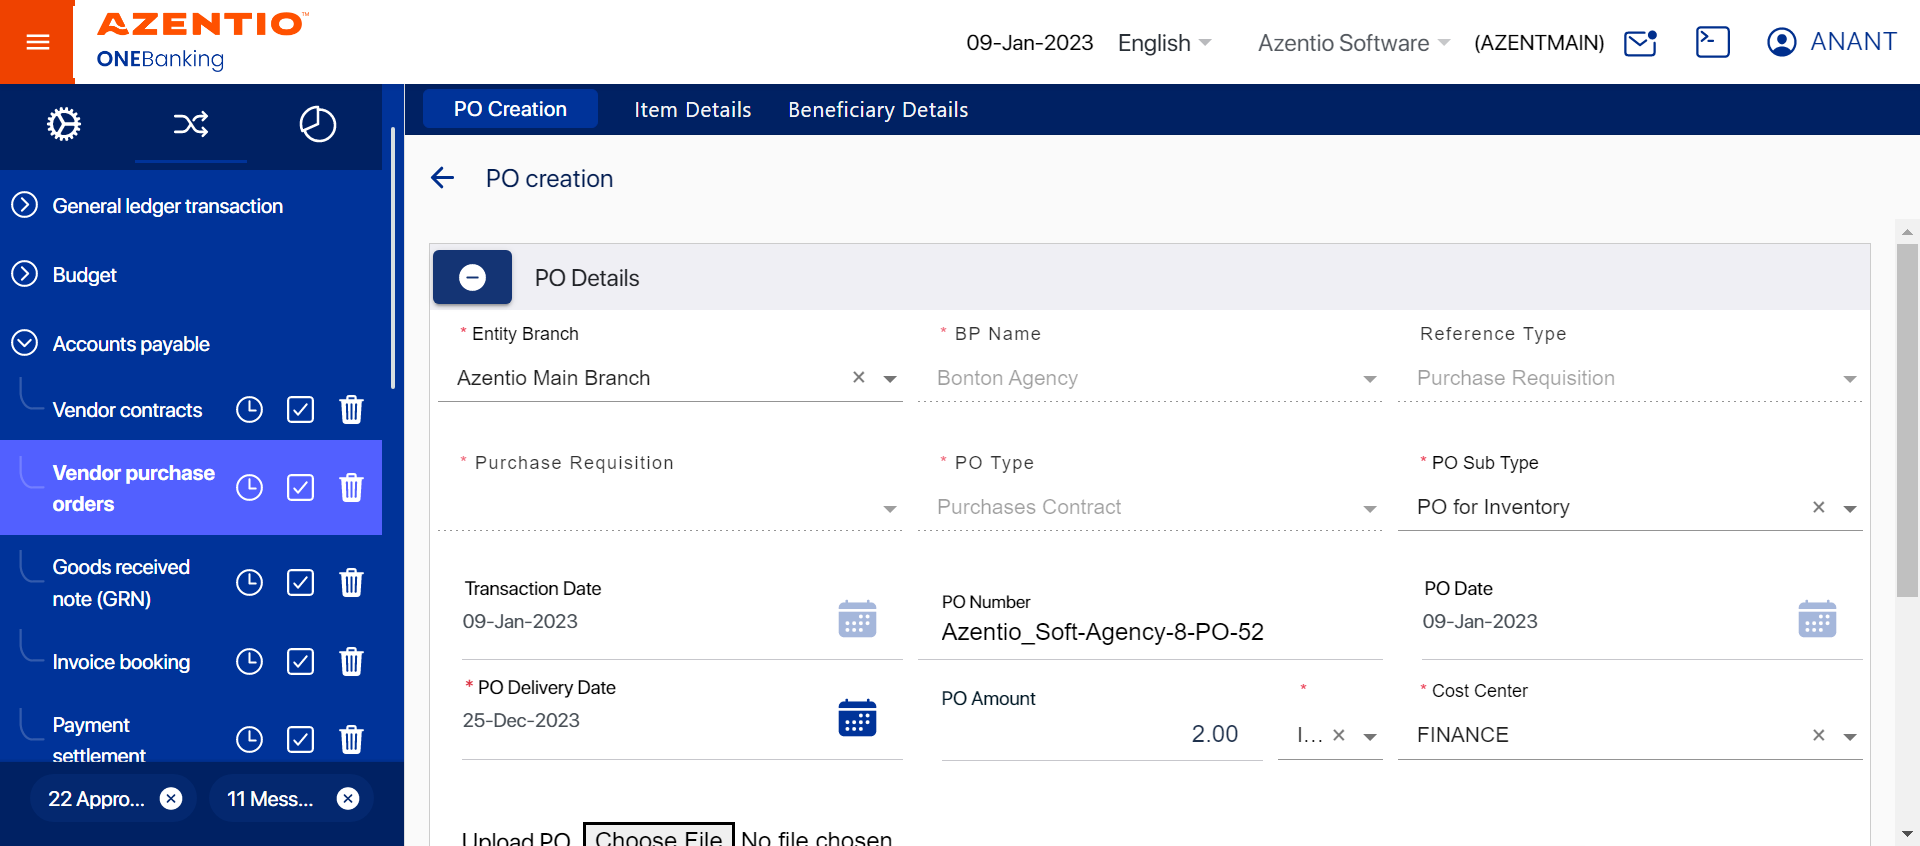 AZENTIO™
ONEBanking
09-Jan-2023
English
Azentio Software
(AZENTMAIN)
ANANT
PO Creation
Item Details
Beneficiary Details
General ledger transaction
Budget
Accounts payable
Vendor contracts
Vendor purchase
orders
Goods received
note (GRN)
Invoice booking
Payment
settlement
22 Appro...
11 Mess...
PO creation
PO Details
* Entity Branch
Azentio Main Branch
* BP Name
Bonton Agency
Reference Type
Purchase Requisition
* Purchase Requisition
* PO Type
Purchases Contract
* PO Sub Type
PO for Inventory
Transaction Date
09-Jan-2023
PO Number
Azentio_Soft-Agency-8-PO-52
PO Date
09-Jan-2023
* PO Delivery Date
25-Dec-2023
PO Amount
2.00
*
I...
* Cost Center
FINANCE
Upload PO
Choose File No file chosen